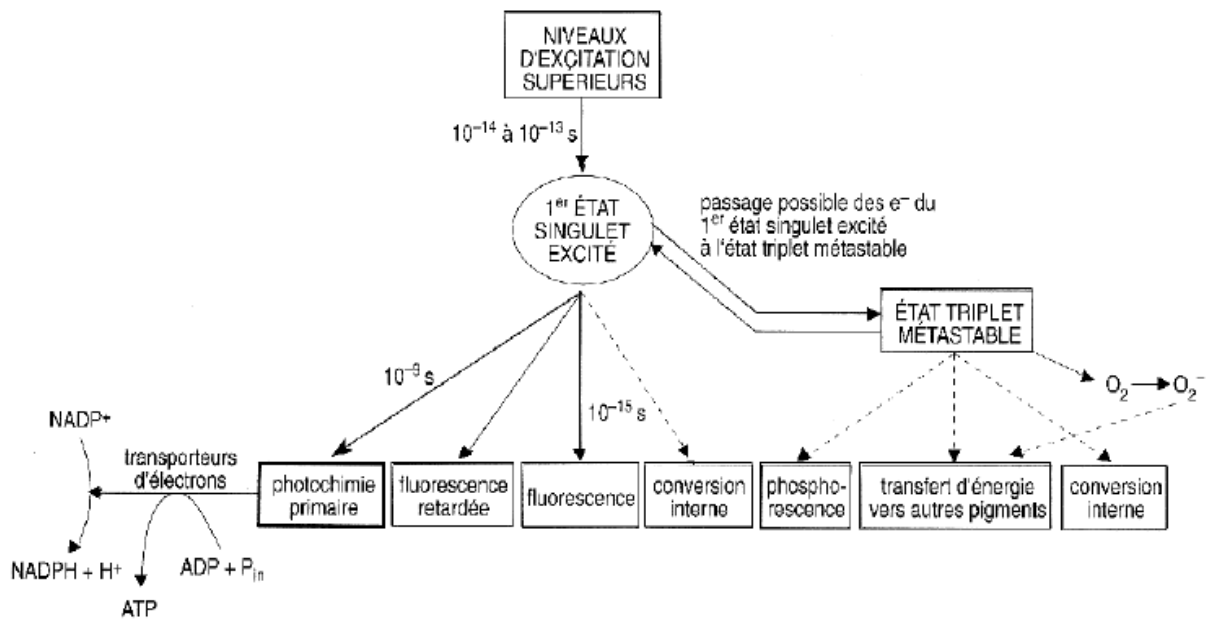 NIVEAUX
D'EXÇITATION
SUPÉRIEURS
10⁻¹⁴ à 10⁻¹³ s
1er ÉTAT
SINGULET
EXCITÉ
passage possible des e⁻ du
1er état singulet excité
à l'état triplet métastable
ÉTAT TRIPLET
MÉTASTABLE
10⁻⁹ s
10⁻¹⁵ s
O₂ O₂⁻
NADP⁺
transporteurs
d'électrons
photochimie
primaire
fluorescence
retardée
fluorescence
conversion
interne
phospho-
rescence
transfert d'énergie
vers autres pigments
conversion
interne
NADPH + H⁺
ADP + Pin
ATP